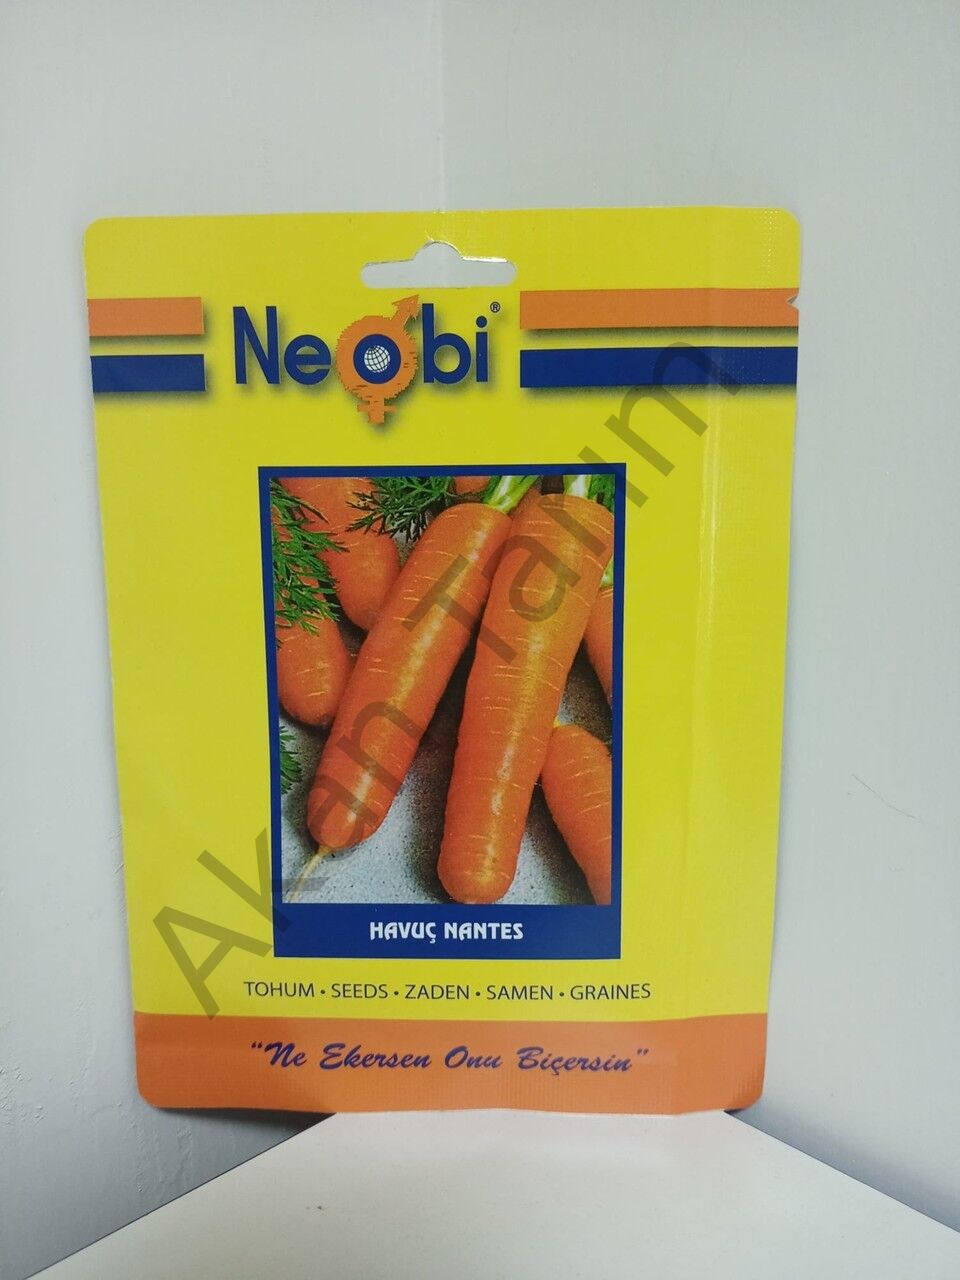 Neobi®
HAVUÇ NANTES
TOHUM • SEEDS • ZADEN • SAMEN • GRAINES
"Ne Ekersen Onu Biçersin"
Akan Tarım